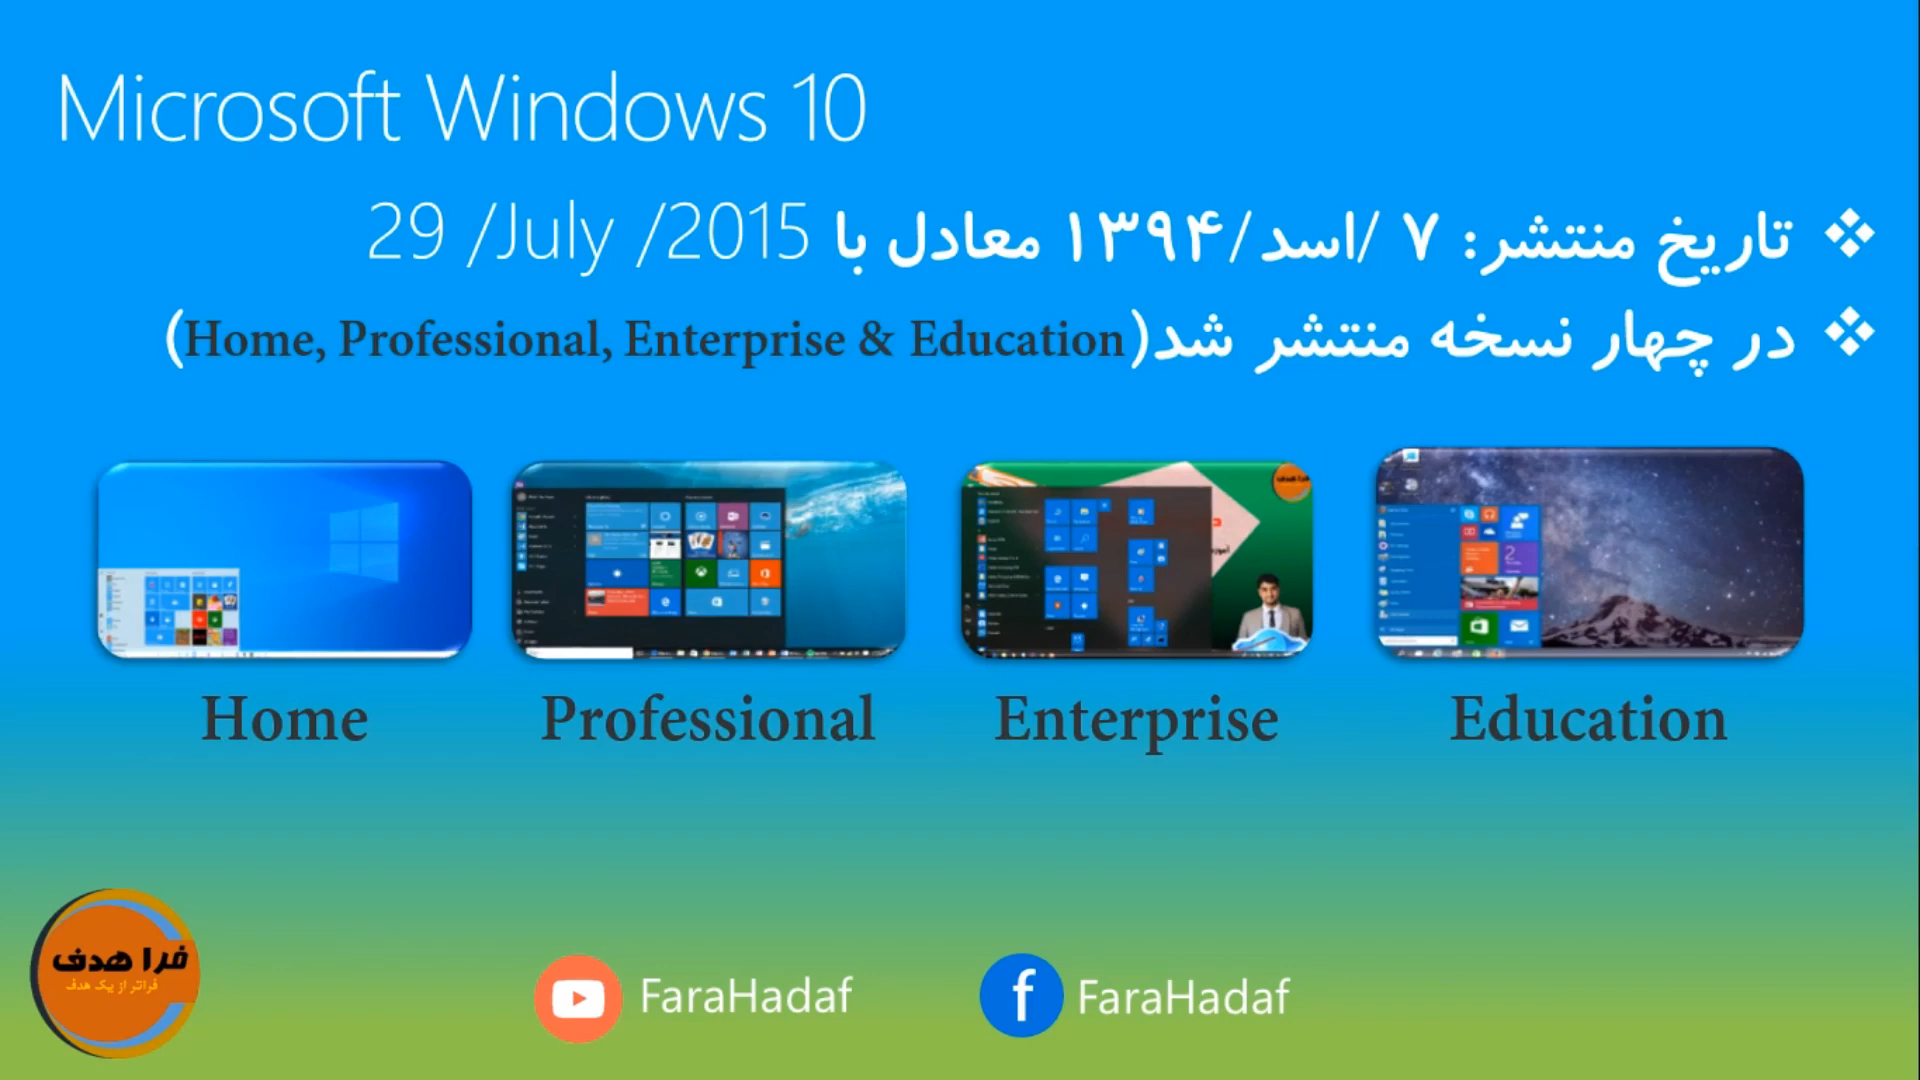 Microsoft Windows 10
تاریخ منتشر: ۷ /اسد/۱۳۹۴ معادل با 29 /July /2015
در چهار نسخه منتشر شد(Home, Professional, Enterprise & Education)
Home
Professional
Enterprise
Education
فرا هدف
فراتر از یک هدف
FaraHadaf
FaraHadaf